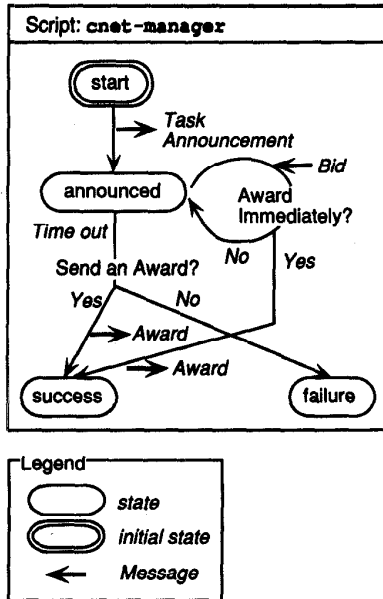 Script: cnet-manager
start
Task
Announcement
announced
Bid
Award
Immediately?
Time out
No
Yes
Send an Award?
Yes
No
Award
Award
success
failure
Legend
state
initial state
Message